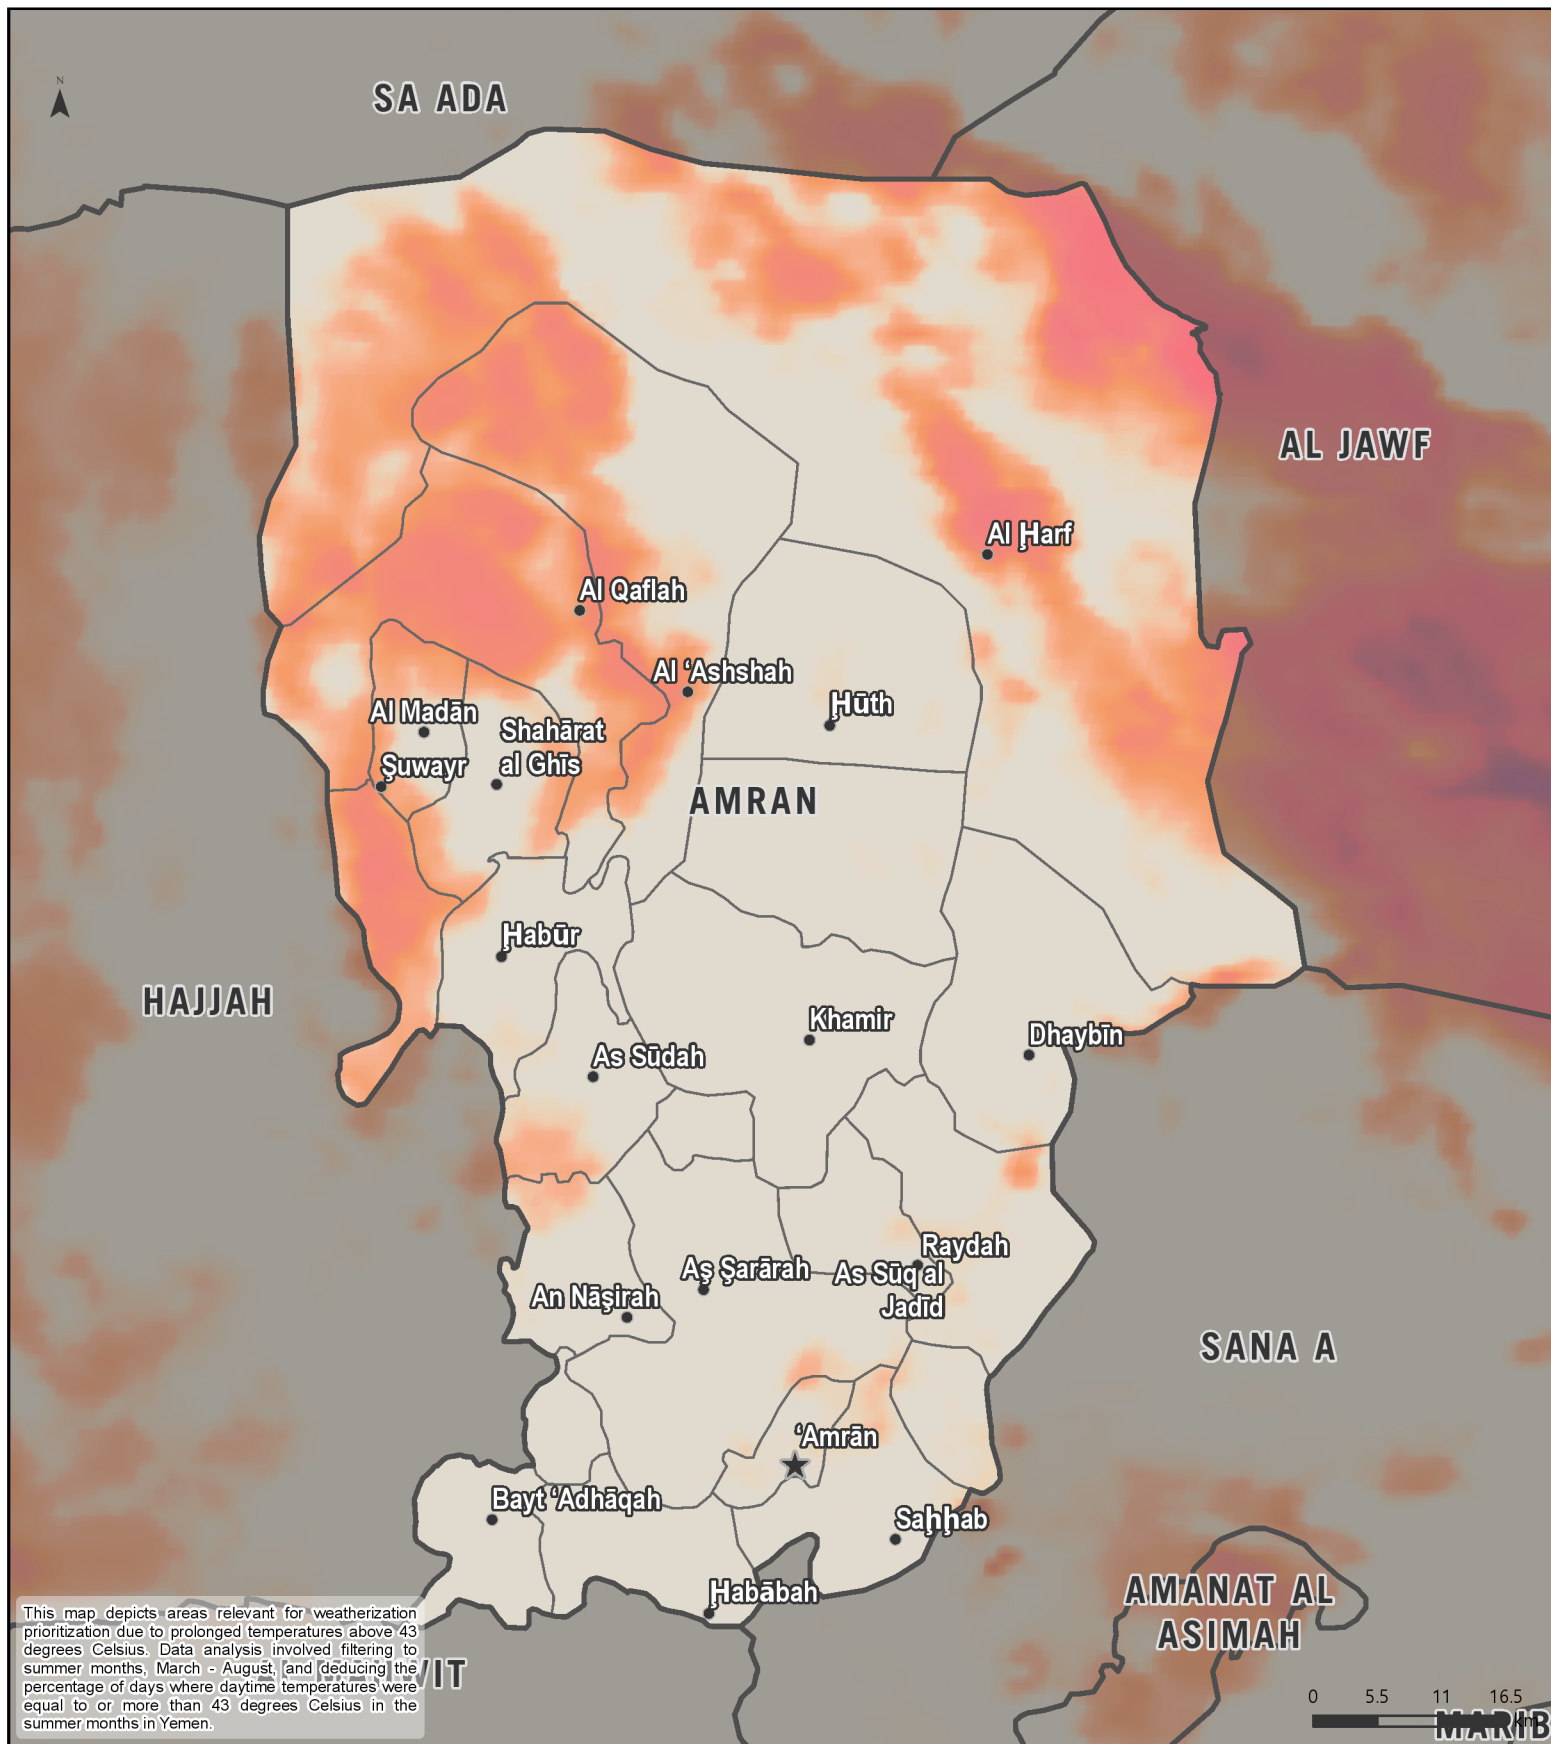 N
SA ADA
AL JAWF
Al Ḩarf
Al Qaflah
Al ‘Ashshah
Ḩūth
Al Madān
Shahārat
al Ghīs
Şuwayr
AMRAN
Ḩabūr
HAJJAH
Khamir
Dhaybīn
As Sūdah
Raydah
Aş Şarārah
As Sūq al
Jadīd
An Nāşirah
SANA A
‘Amrān
Bayt ‘Adhāqah
Saḩḩab
Ḩabābah
AMANAT AL
ASIMAH
This map depicts areas relevant for weatherization
prioritization due to prolonged temperatures above 43
degrees Celsius. Data analysis involved filtering to
summer months, March - August, and deducing the
percentage of days where daytime temperatures were
equal to or more than 43 degrees Celsius in the
summer months in Yemen.
WIT
0 5.5 11 16.5
km
MARIB